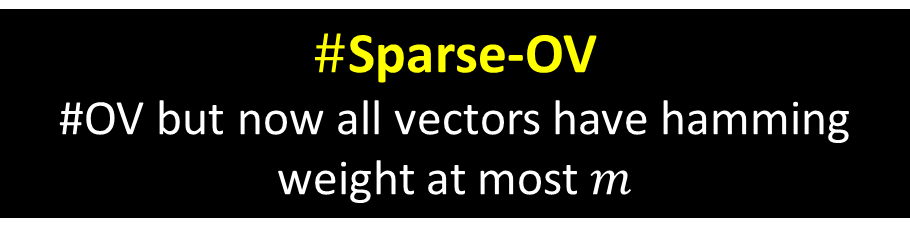 #Sparse-OV
#OV but now all vectors have hamming
weight at most m